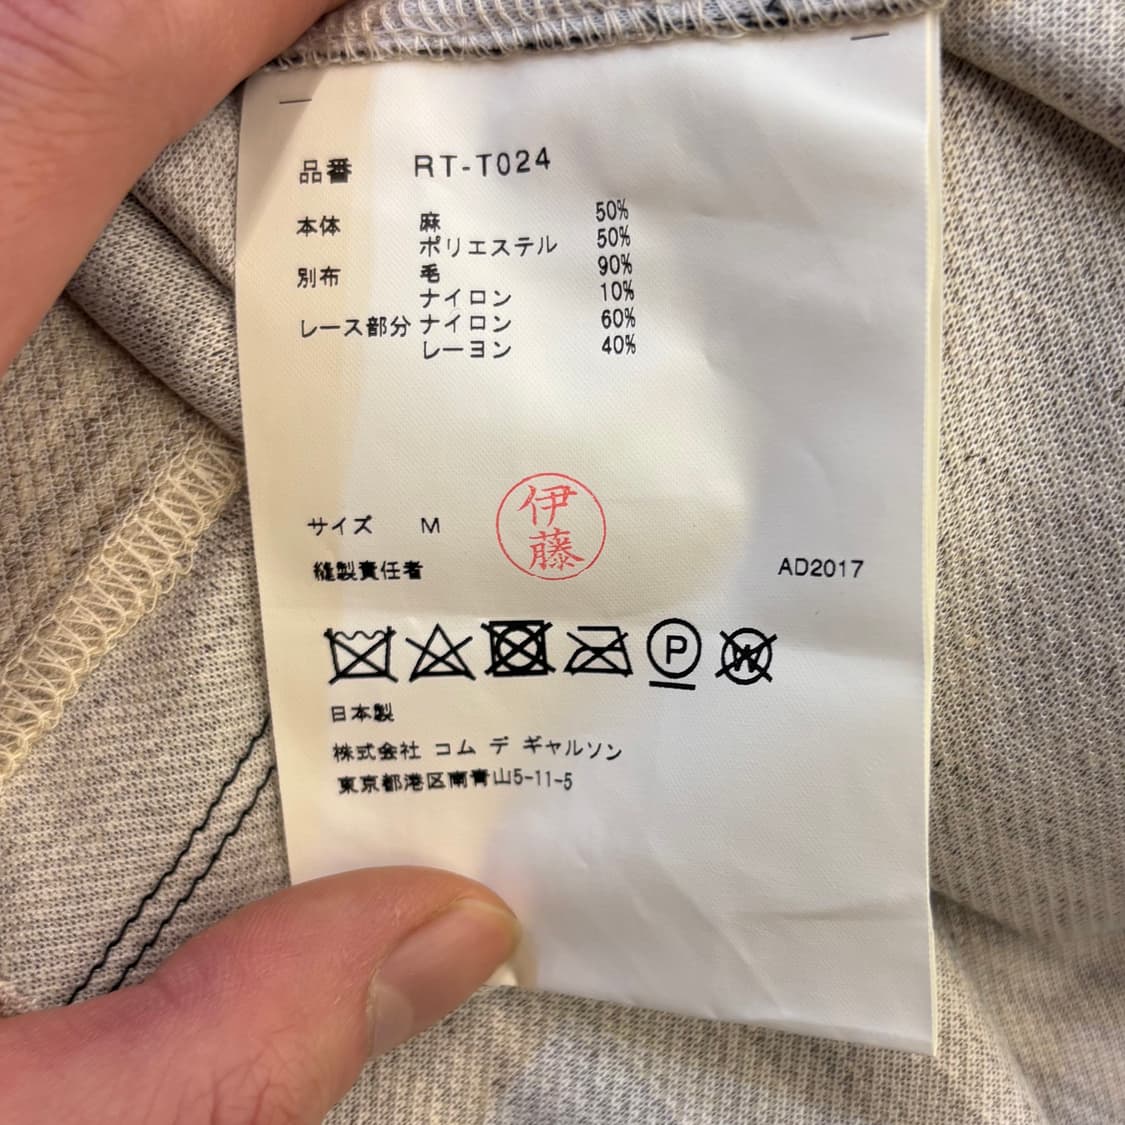 品番 RT-T024
本体 麻 50%
ポリエステル 50%
別布 毛 90%
ナイロン 10%
レース部分 ナイロン 60%
レーヨン 40%
サイズ M
伊藤
縫製責任者 AD2017
P W
日本製
株式会社 コム デ ギャルソン
東京都港区南青山5-11-5